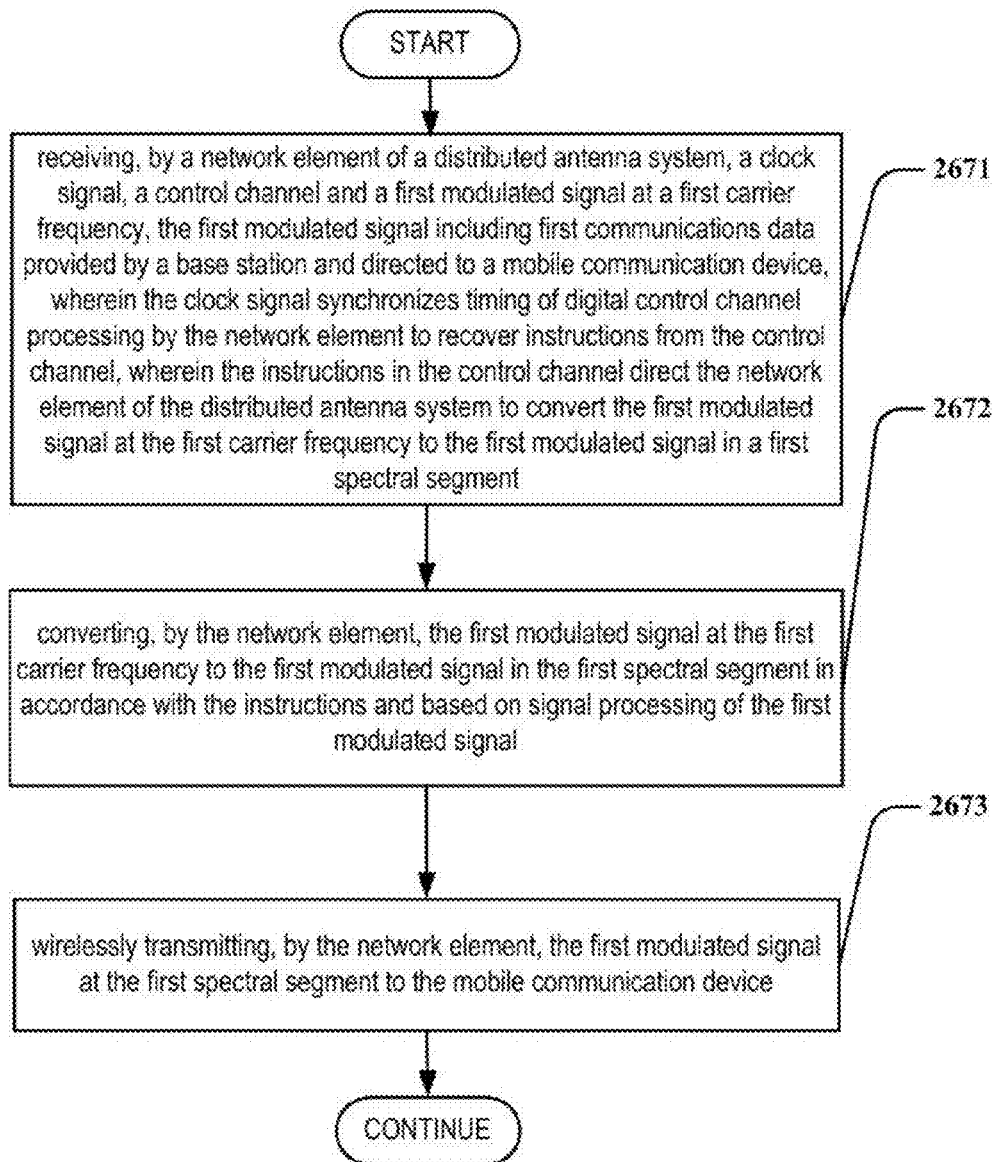 START
receiving, by a network element of a distributed antenna system, a clock
signal, a control channel and a first modulated signal at a first carrier
frequency, the first modulated signal including first communications data
provided by a base station and directed to a mobile communication device,
wherein the clock signal synchronizes timing of digital control channel
processing by the network element to recover instructions from the control
channel, wherein the instructions in the control channel direct the network
element of the distributed antenna system to convert the first modulated
signal at the first carrier frequency to the first modulated signal in a first
spectral segment
2671
converting, by the network element, the first modulated signal at the first
carrier frequency to the first modulated signal in the first spectral segment in
accordance with the instructions and based on signal processing of the first
modulated signal
2672
wirelessly transmitting, by the network element, the first modulated signal
at the first spectral segment to the mobile communication device
2673
CONTINUE